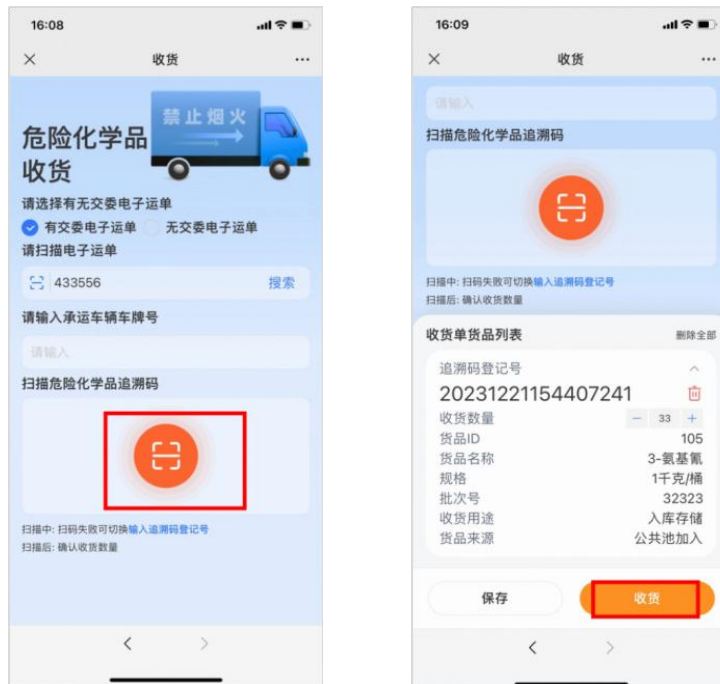 16:08
收货
禁止烟火
危险化学品
收货
请选择有无交委电子运单
有交委电子运单 无交委电子运单
请扫描电子运单
433556 搜索
请输入承运车辆车牌号
请输入
扫描危险化学品追溯码
扫描中: 扫码失败可切换输入追溯码登记号
扫描后: 确认收货数量
16:09
收货
请输入
扫描危险化学品追溯码
扫描中: 扫码失败可切换输入追溯码登记号
扫描后: 确认收货数量
收货单货品列表 删除全部
追溯码登记号
20231221154407241
收货数量 － 33 ＋
货品ID 105
货品名称 3-氨基氰
规格 1千克/桶
批次号 32323
收货用途 入库存储
货品来源 公共池加入
保存 收货